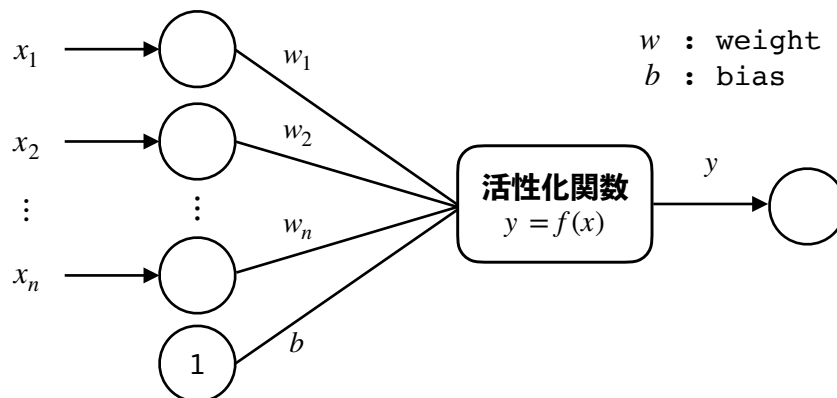 x₁
w₁
w : weight
b : bias
x₂
w₂
⋮
⋮
活性化関数
y = f(x)
y
wₙ
xₙ
1
b